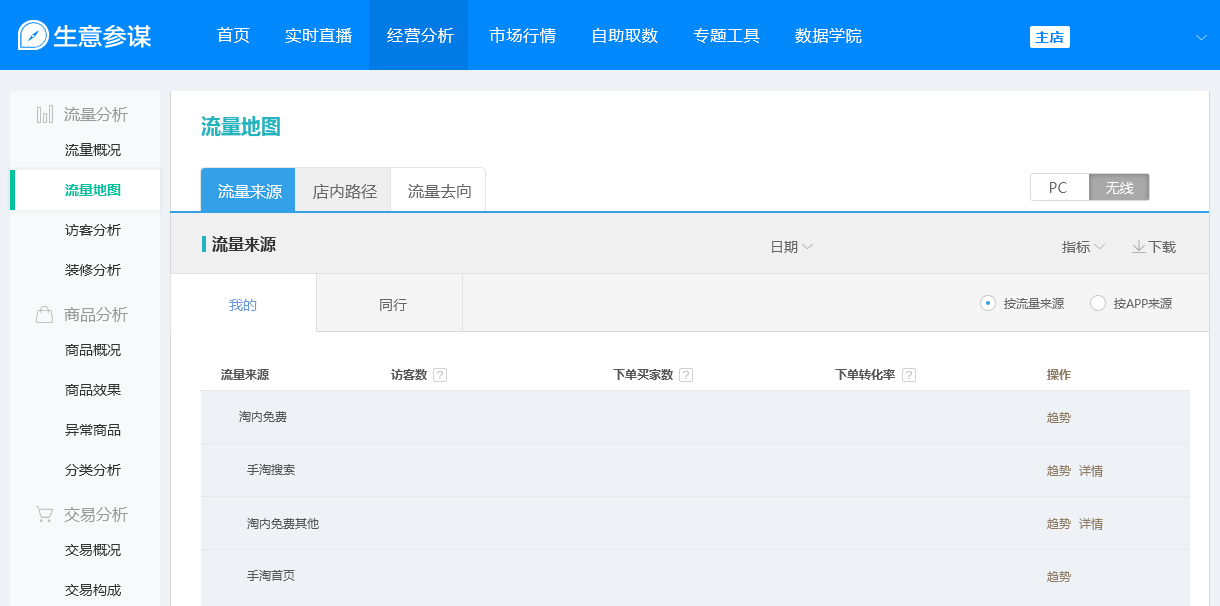 生意参谋 首页 实时直播 经营分析 市场行情 自助取数 专题工具 数据学院 主店
流量分析
流量概况
流量地图
访客分析
装修分析
商品分析
商品概况
商品效果
异常商品
分类分析
交易分析
交易概况
交易构成
流量地图
流量来源 店内路径 流量去向 PC 无线
流量来源 日期 指标 下载
我的 同行 按流量来源 按APP来源
流量来源 访客数 ? 下单买家数 ? 下单转化率 ? 操作
淘内免费 趋势
手淘搜索 趋势 详情
淘内免费其他 趋势 详情
手淘首页 趋势